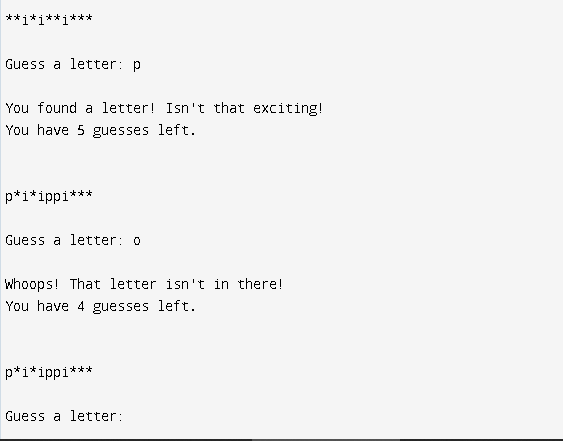 **i*i**i***
Guess a letter: p
You found a letter! Isn't that exciting!
You have 5 guesses left.
p*i*ippi***
Guess a letter: o
Whoops! That letter isn't in there!
You have 4 guesses left.
p*i*ippi***
Guess a letter: